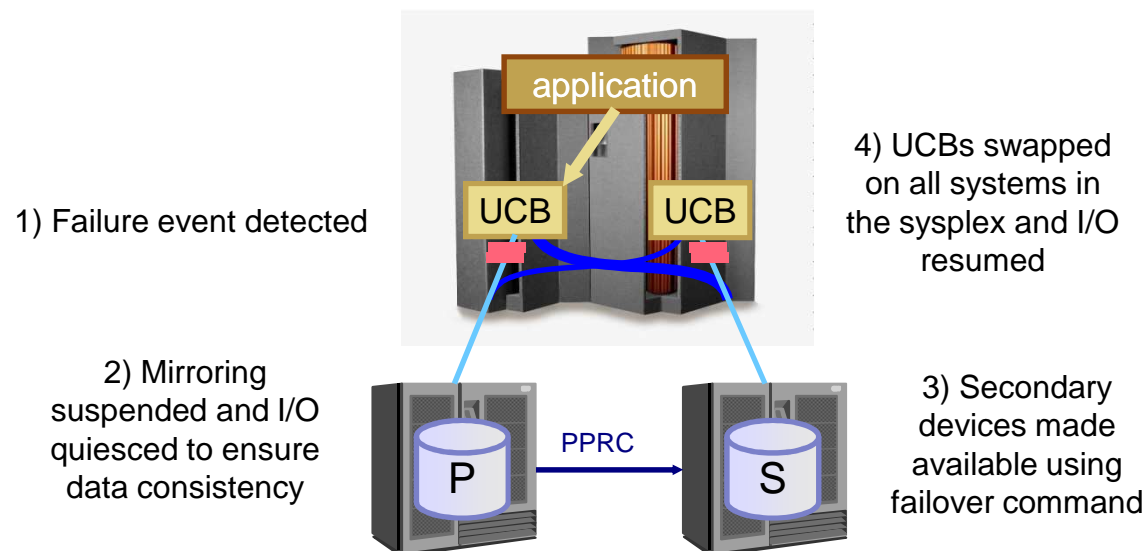 application
UCB
UCB
1) Failure event detected
4) UCBs swapped
on all systems in
the sysplex and I/O
resumed
2) Mirroring
suspended and I/O
quiesced to ensure
data consistency
P
PPRC
S
3) Secondary
devices made
available using
failover command